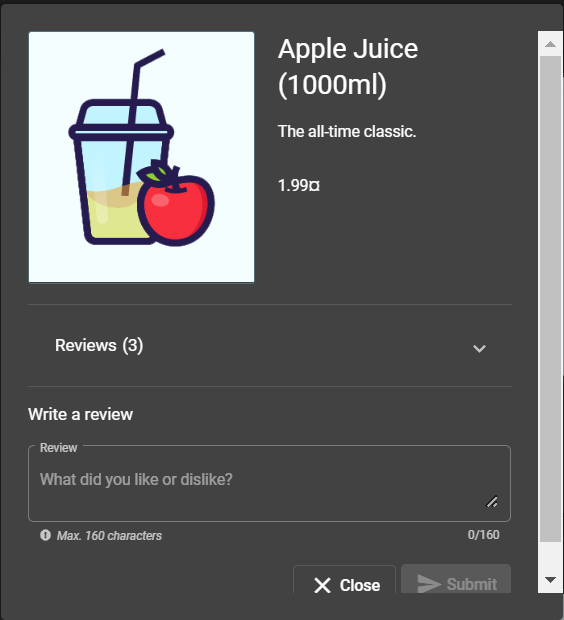 Apple Juice
(1000ml)
The all-time classic.
1.99¤
Reviews (3)
Write a review
Review
What did you like or dislike?
Max. 160 characters
0/160
Close
Submit